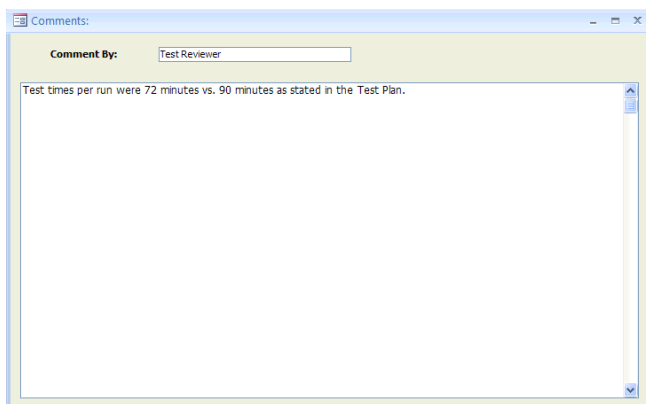 Comments:
Comment By: Test Reviewer
Test times per run were 72 minutes vs. 90 minutes as stated in the Test Plan.